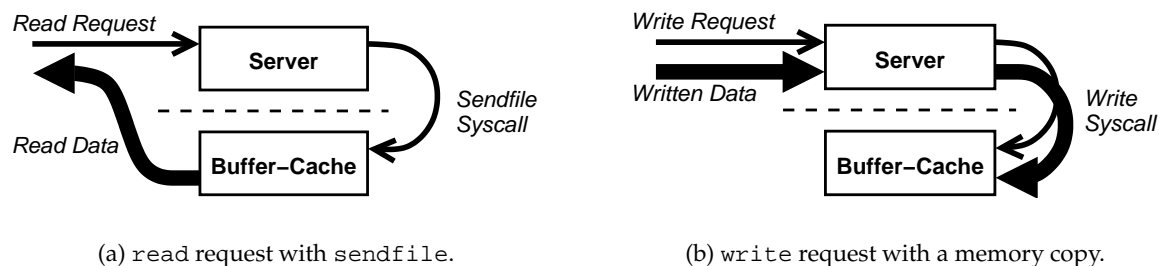 Read Request
Server
Sendfile
Syscall
Read Data
Buffer−Cache
(a) read request with sendfile.
Write Request
Server
Written Data
Write
Syscall
Buffer−Cache
(b) write request with a memory copy.